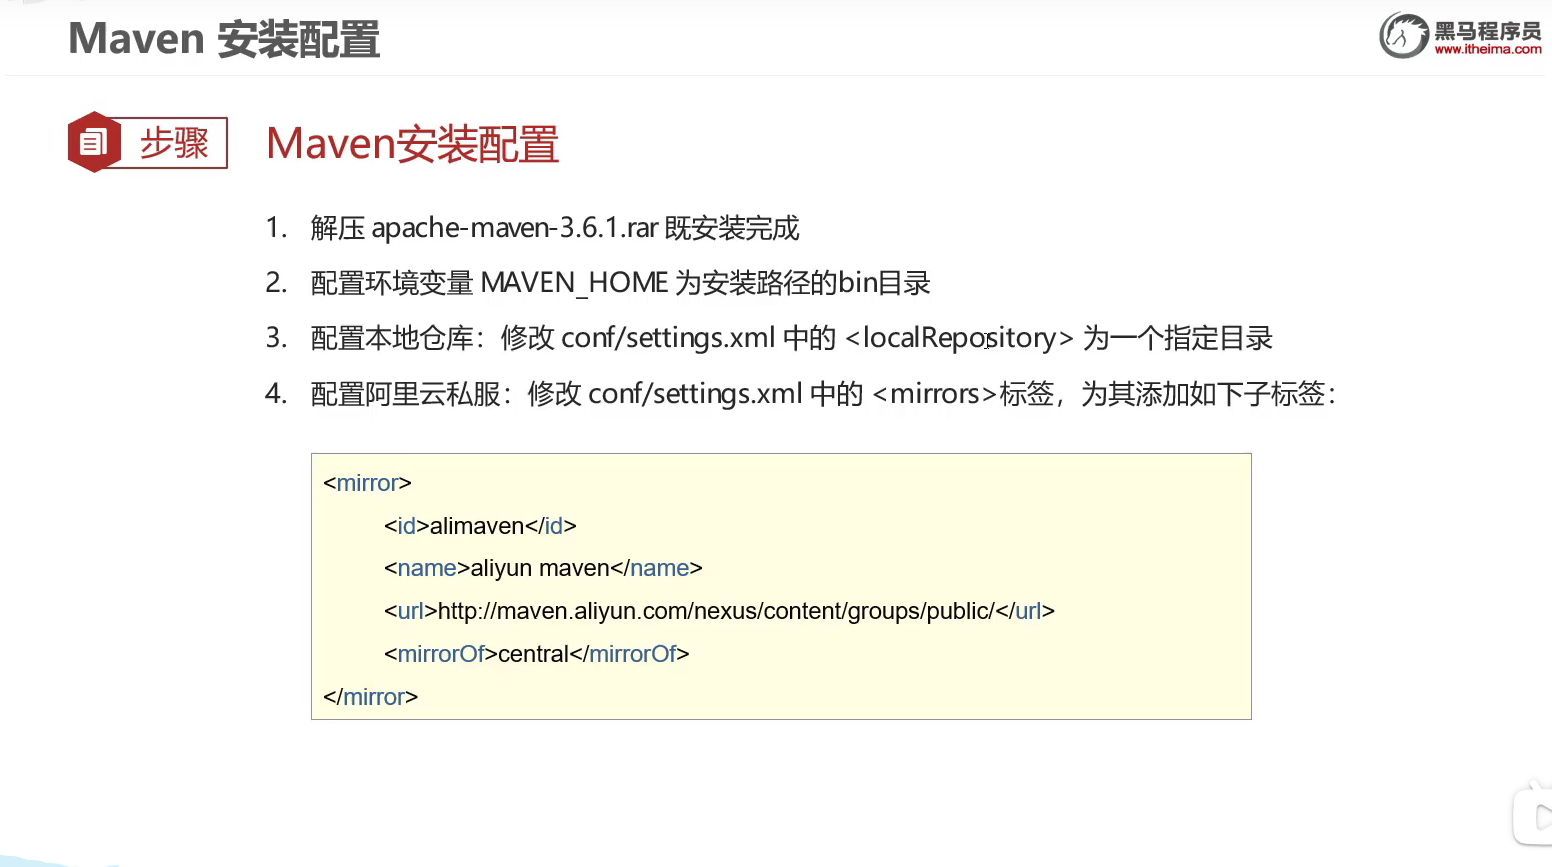 Maven 安装配置
黑马程序员
www.itheima.com
步骤
Maven安装配置
1. 解压 apache-maven-3.6.1.rar 既安装完成
2. 配置环境变量 MAVEN_HOME 为安装路径的bin目录
3. 配置本地仓库：修改 conf/settings.xml 中的 <localRepository> 为一个指定目录
4. 配置阿里云私服：修改 conf/settings.xml 中的 <mirrors>标签，为其添加如下子标签：
<mirror>
<id>alimaven</id>
<name>aliyun maven</name>
<url>http://maven.aliyun.com/nexus/content/groups/public/</url>
<mirrorOf>central</mirrorOf>
</mirror>